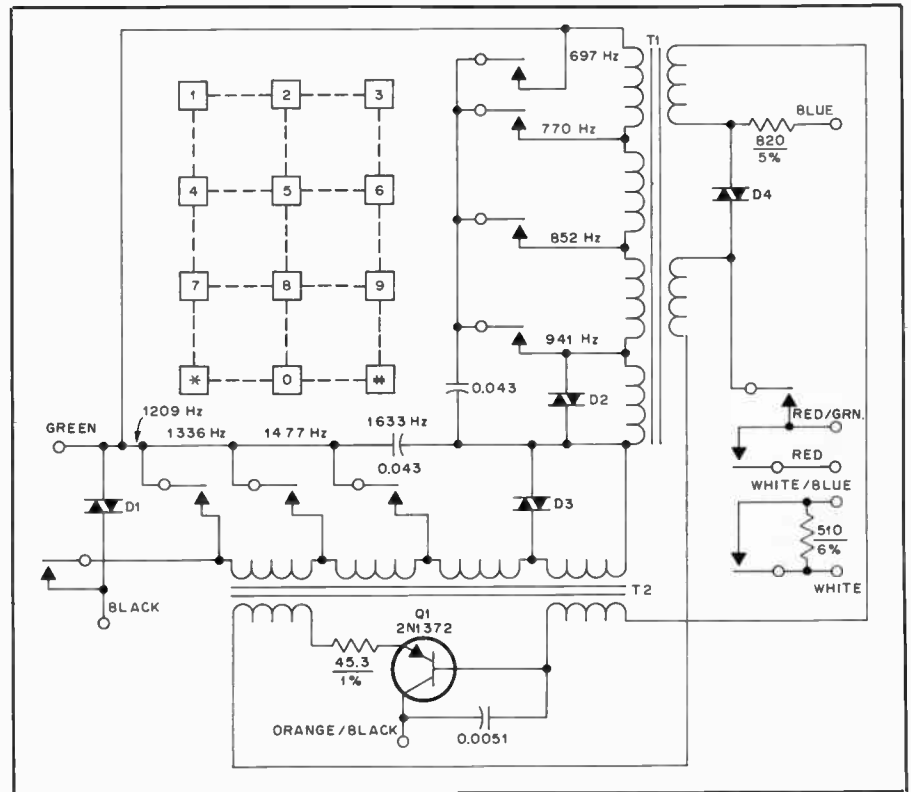 T1
697 Hz
1 2 3
770 Hz
BLUE
820
5%
4 5 6
D4
852 Hz
7 8 9
941 Hz
* 0 #
0.043
D2
1209 Hz
GREEN
1336 Hz
1477 Hz
1633 Hz
0.043
RED/GRN.
RED
WHITE/BLUE
D1
D3
510
6%
WHITE
BLACK
T2
Q1
2N1372
45.3
1%
ORANGE/BLACK
0.0051